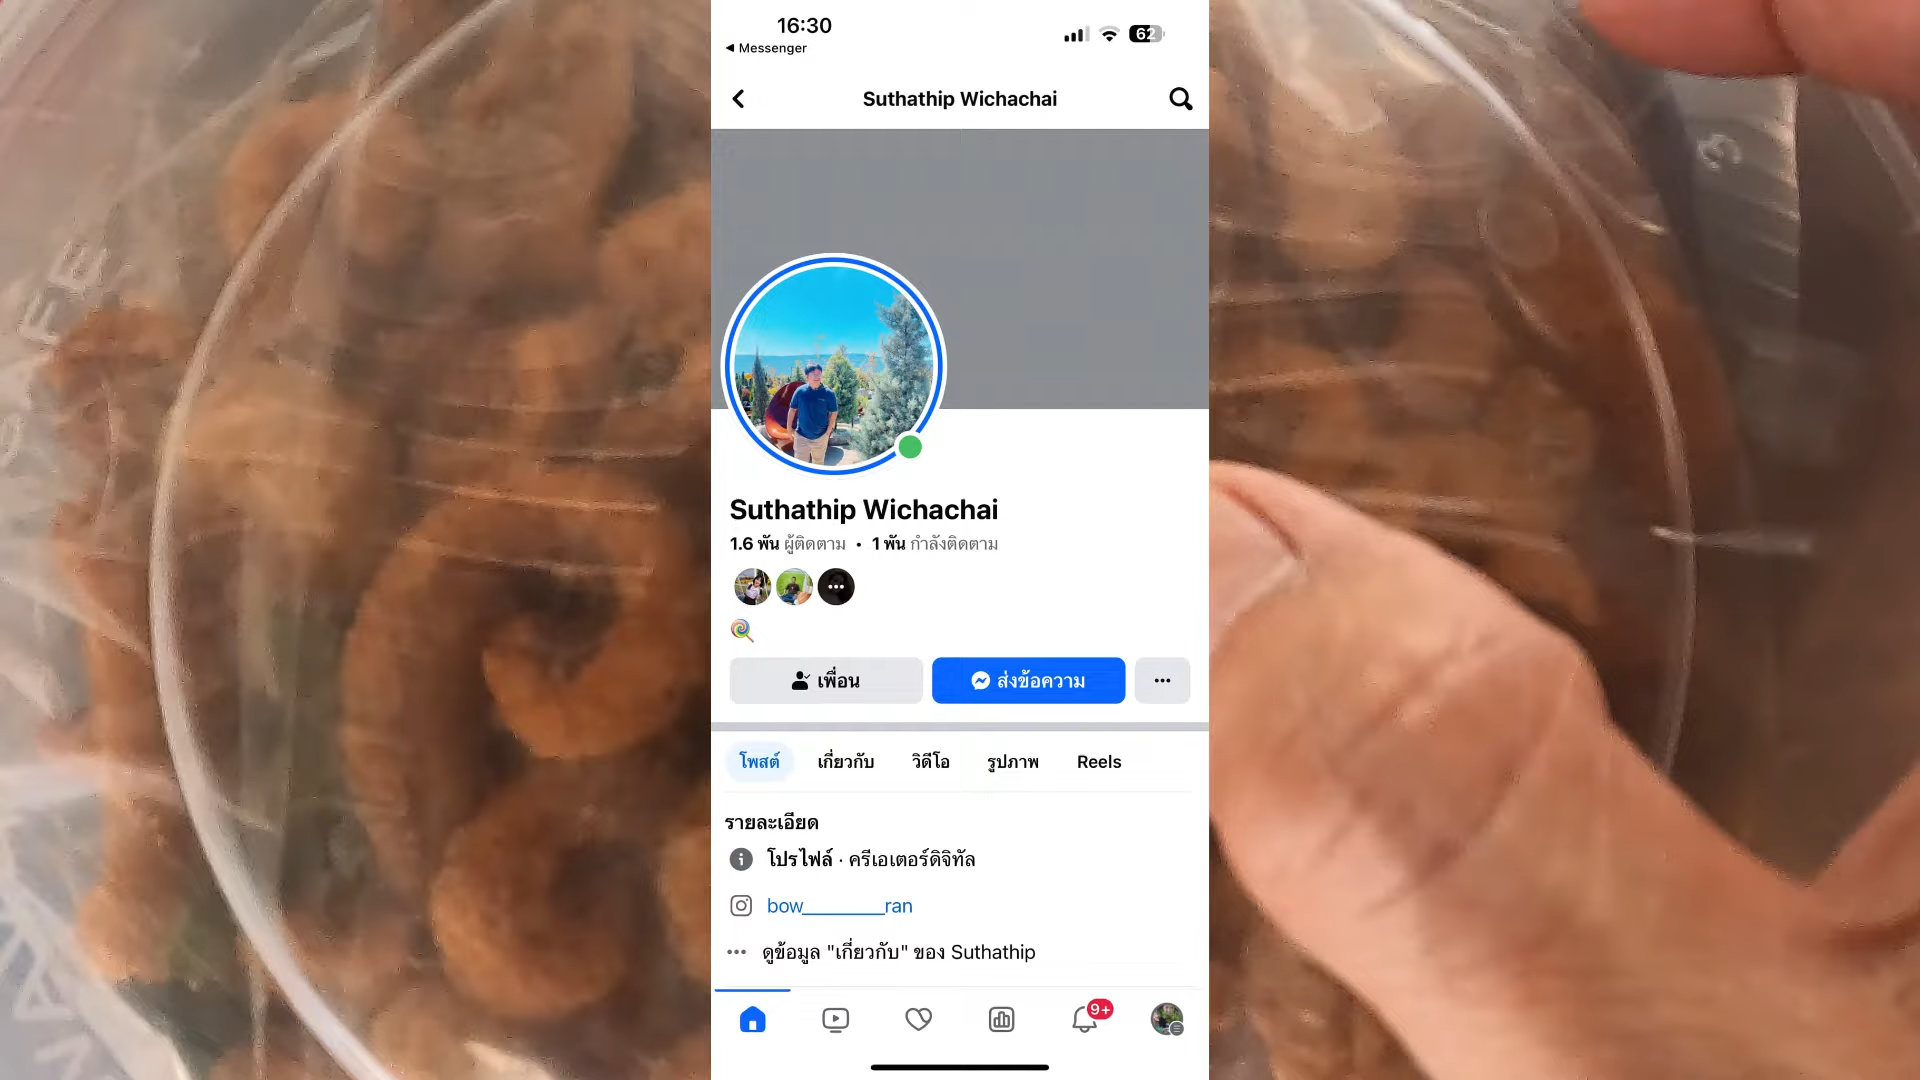 16:30
62
◀ Messenger
Suthathip Wichachai
Suthathip Wichachai
1.6 พัน ผู้ติดตาม • 1 พัน กำลังติดตาม
🍭
เพื่อน
ส่งข้อความ
โพสต์
เกี่ยวกับ
วิดีโอ
รูปภาพ
Reels
รายละเอียด
โปรไฟล์ · ครีเอเตอร์ดิจิทัล
bow________ran
ดูข้อมูล "เกี่ยวกับ" ของ Suthathip
9+